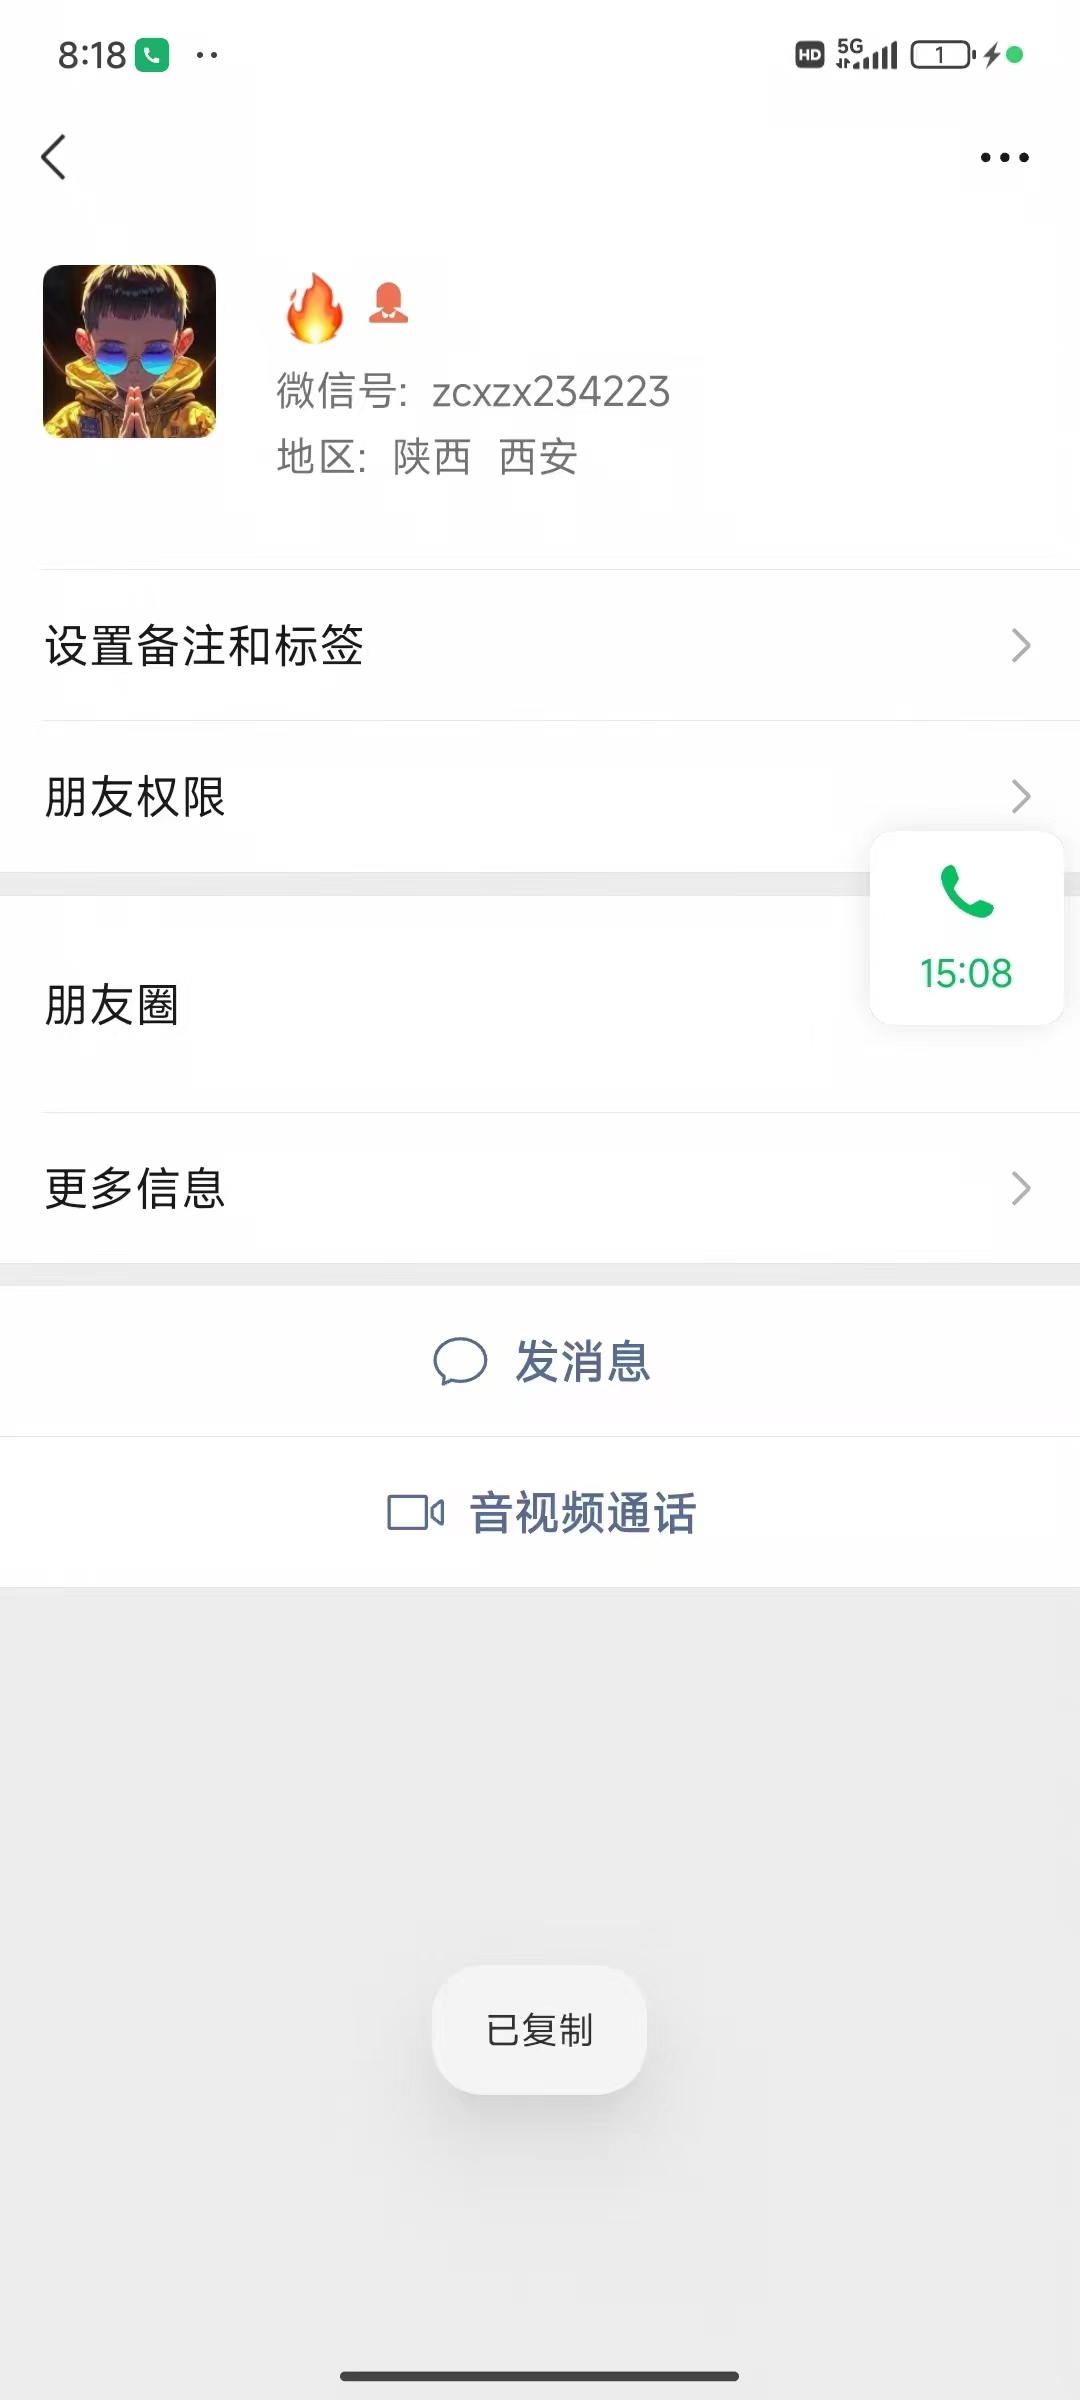 8:18
HD 5G 1
🔥
微信号: zcxzx234223
地区: 陕西 西安
设置备注和标签
朋友权限
15:08
朋友圈
更多信息
发消息
音视频通话
已复制